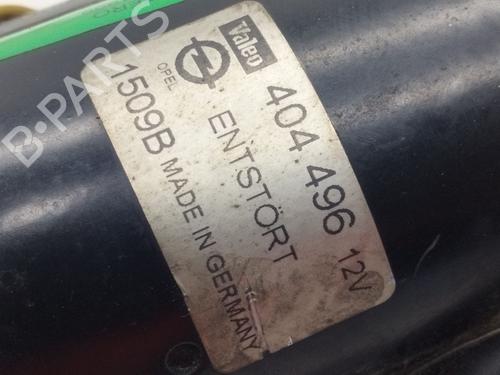 Valeo
404.496 12V
OPEL
ENTSTÖRT
1509B MADE IN GERMANY
B-PARTS